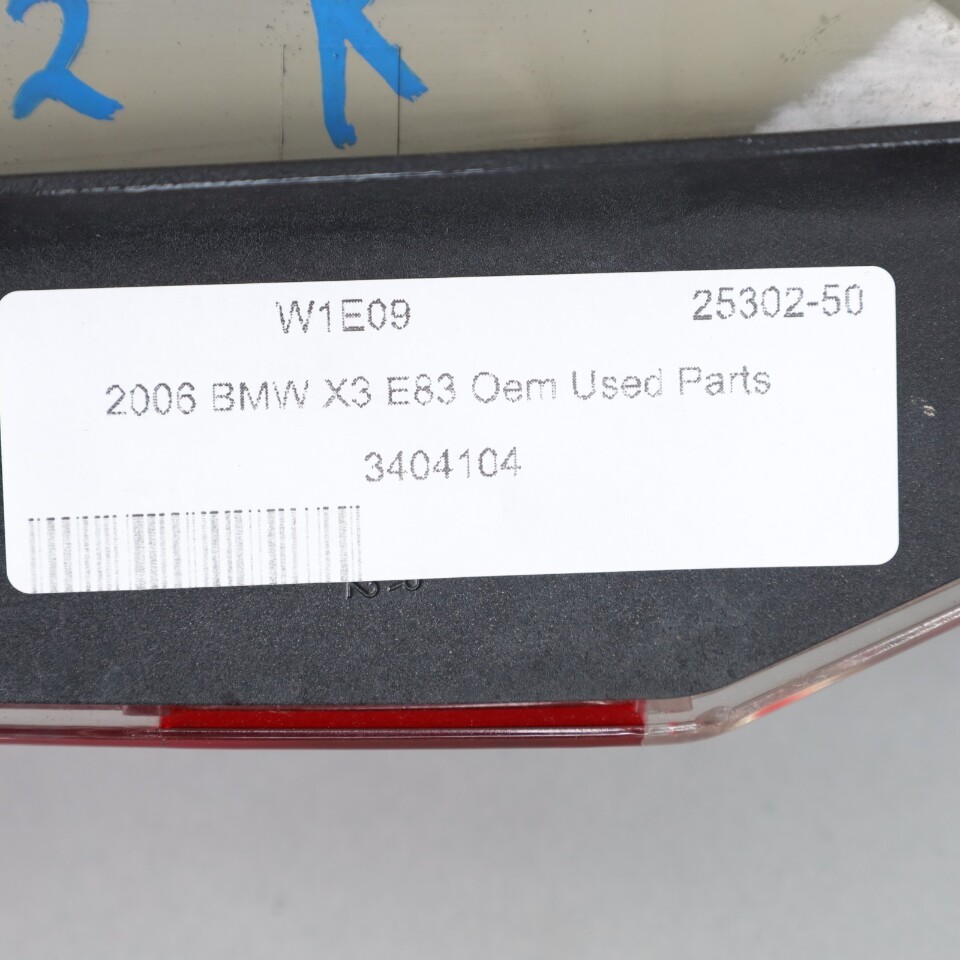 2 R
W1E09 25302-50
2006 BMW X3 E83 Oem Used Parts
3404104